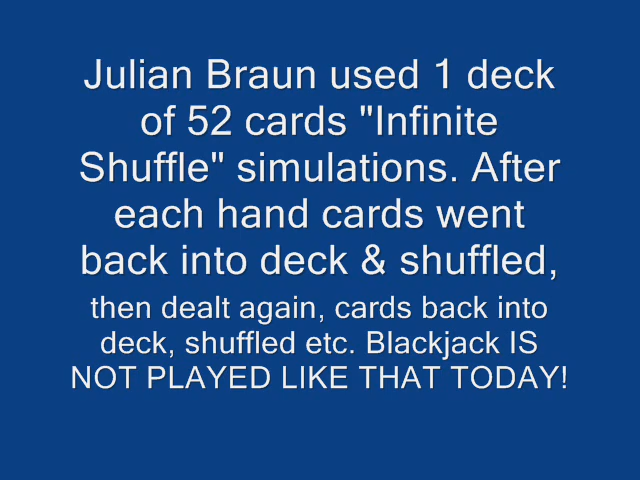 Julian Braun used 1 deck
of 52 cards "Infinite
Shuffle" simulations. After
each hand cards went
back into deck & shuffled,
then dealt again, cards back into
deck, shuffled etc. Blackjack IS
NOT PLAYED LIKE THAT TODAY!